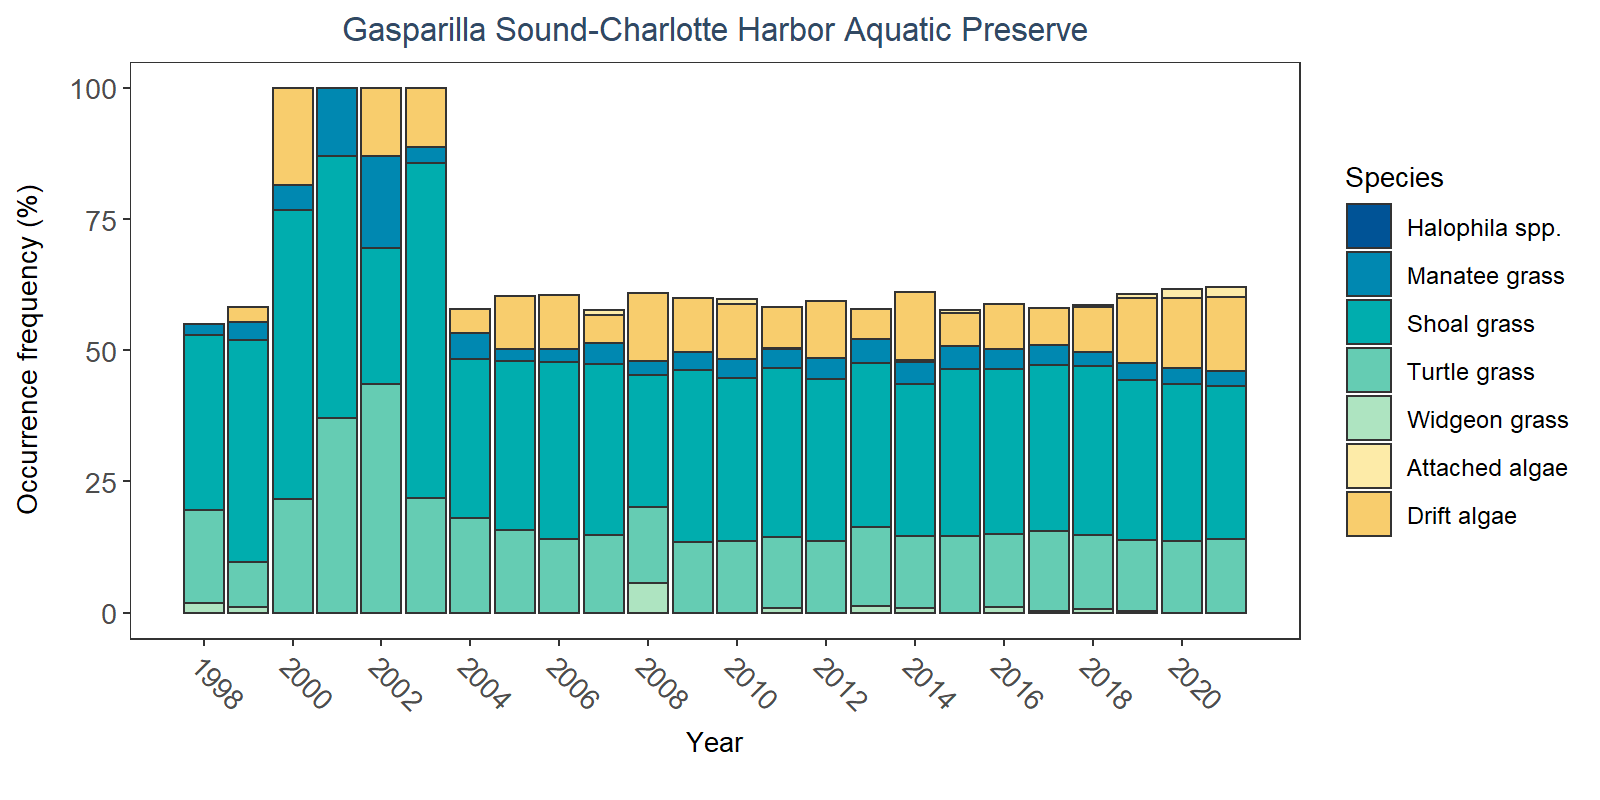 Gasparilla Sound-Charlotte Harbor Aquatic Preserve
Occurrence frequency (%)
100
75
50
25
0
1998
2000
2002
2004
2006
2008
2010
2012
2014
2016
2018
2020
Year
Species
Halophila spp.
Manatee grass
Shoal grass
Turtle grass
Widgeon grass
Attached algae
Drift algae